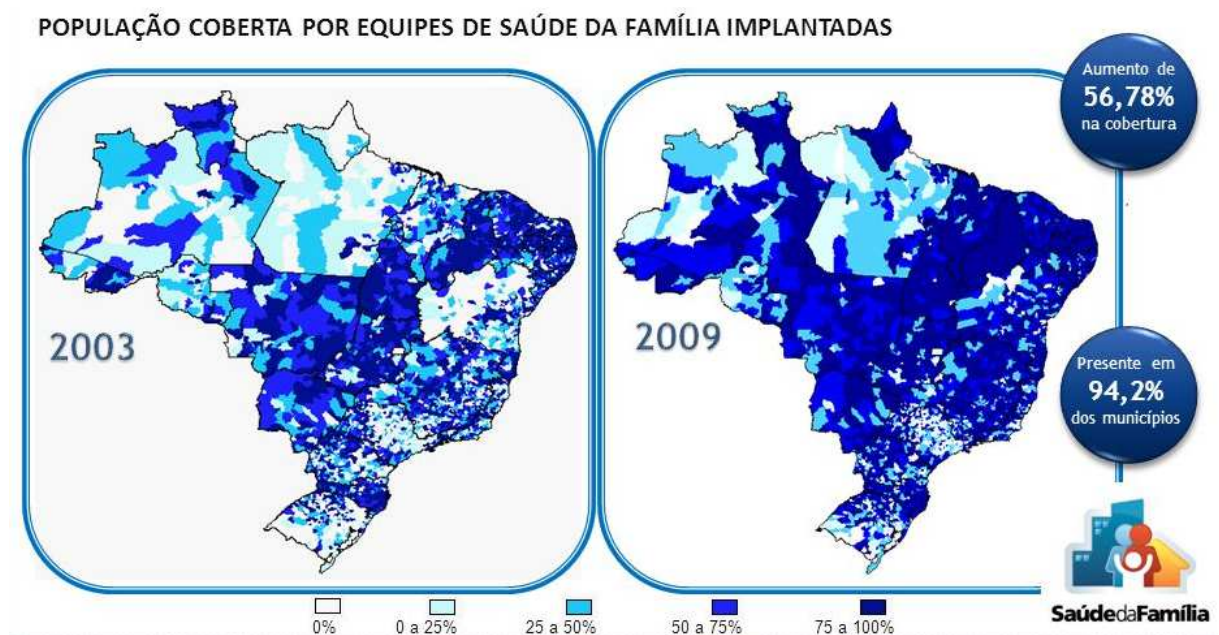 POPULAÇÃO COBERTA POR EQUIPES DE SAÚDE DA FAMÍLIA IMPLANTADAS
Aumento de
56,78%
na cobertura
2003
2009
Presente em
94,2%
dos municípios
SaúdedaFamília
0%
0 a 25%
25 a 50%
50 a 75%
75 a 100%